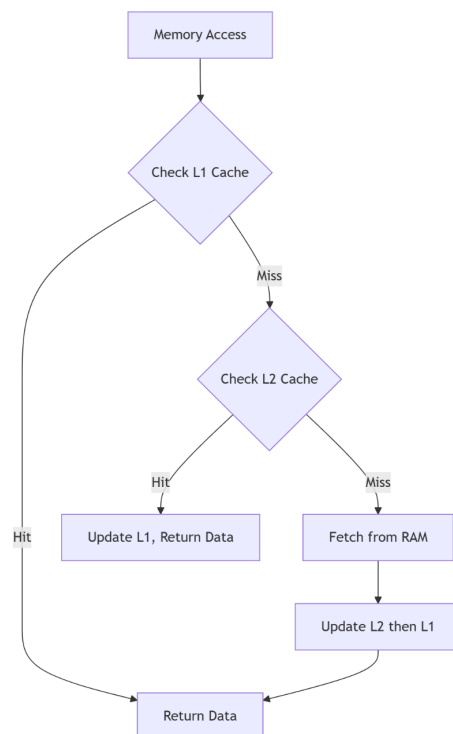 Memory Access
Check L1 Cache
Miss
Check L2 Cache
Hit
Miss
Update L1, Return Data
Fetch from RAM
Hit
Update L2 then L1
Return Data